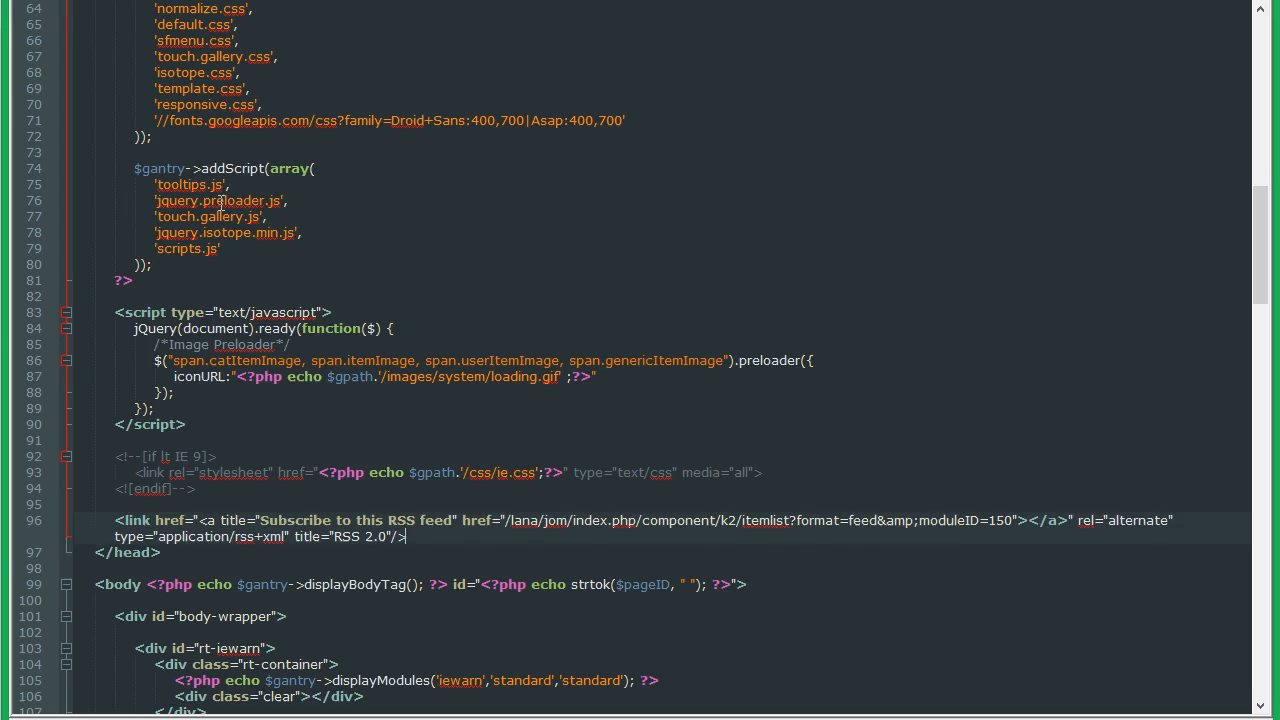 64 'normalize.css',
65 'default.css',
66 'sfmenu.css',
67 'touch.gallery.css',
68 'isotope.css',
69 'template.css',
70 'responsive.css',
71 '//fonts.googleapis.com/css?family=Droid+Sans:400,700|Asap:400,700'
72 ));
73
74 $gantry->addScript(array(
75 'tooltips.js',
76 'jquery.preloader.js',
77 'touch.gallery.js',
78 'jquery.isotope.min.js',
79 'scripts.js'
80 ));
81 ?>
82
83 <script type="text/javascript">
84 jQuery(document).ready(function($) {
85 /*Image Preloader*/
86 $("span.catItemImage, span.itemImage, span.userItemImage, span.genericItemImage").preloader({
87 iconURL:"<?php echo $gpath.'/images/system/loading.gif' ;?>"
88 });
89 });
90 </script>
91
92 <!--[if lt IE 9]>
93 <link rel="stylesheet" href="<?php echo $gpath.'/css/ie.css';?>" type="text/css" media="all">
94 <![endif]-->
95
96 <link href="<a title="Subscribe to this RSS feed" href="/lana/jom/index.php/component/k2/itemlist?format=feed&amp;moduleID=150"></a>" rel="alternate"
type="application/rss+xml" title="RSS 2.0"/>
97 </head>
98
99 <body <?php echo $gantry->displayBodyTag(); ?> id="<?php echo strtok($pageID, " "); ?>">
100
101 <div id="body-wrapper">
102
103 <div id="rt-iewarn">
104 <div class="rt-container">
105 <?php echo $gantry->displayModules('iewarn','standard','standard'); ?>
106 <div class="clear"></div>
107 </div>